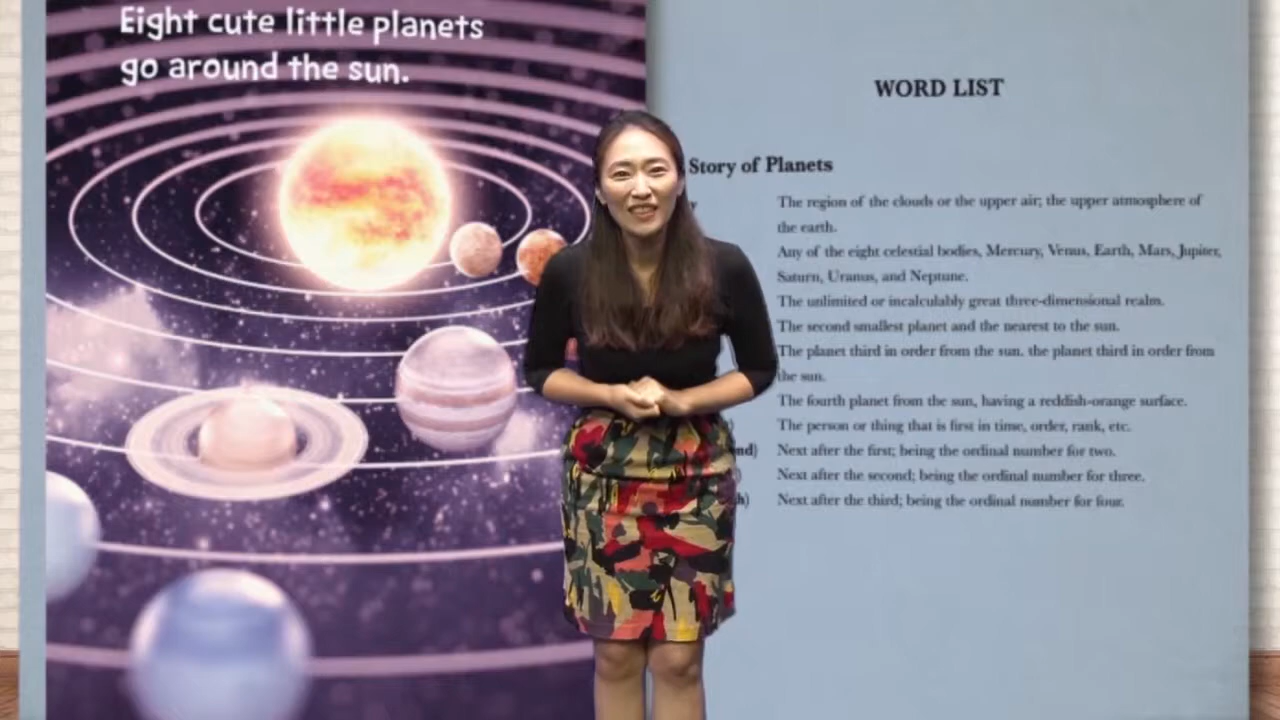 Eight cute little planets
go around the sun.
WORD LIST
Story of Planets
The region of the clouds or the upper air; the upper atmosphere of
the earth.
Any of the eight celestial bodies, Mercury, Venus, Earth, Mars, Jupiter,
Saturn, Uranus, and Neptune.
The unlimited or incalculably great three-dimensional realm.
The second smallest planet and the nearest to the sun.
The planet third in order from the sun. the planet third in order from
the sun.
The fourth planet from the sun, having a reddish-orange surface.
The person or thing that is first in time, order, rank, etc.
nd) Next after the first; being the ordinal number for two.
Next after the second; being the ordinal number for three.
h) Next after the third; being the ordinal number for four.